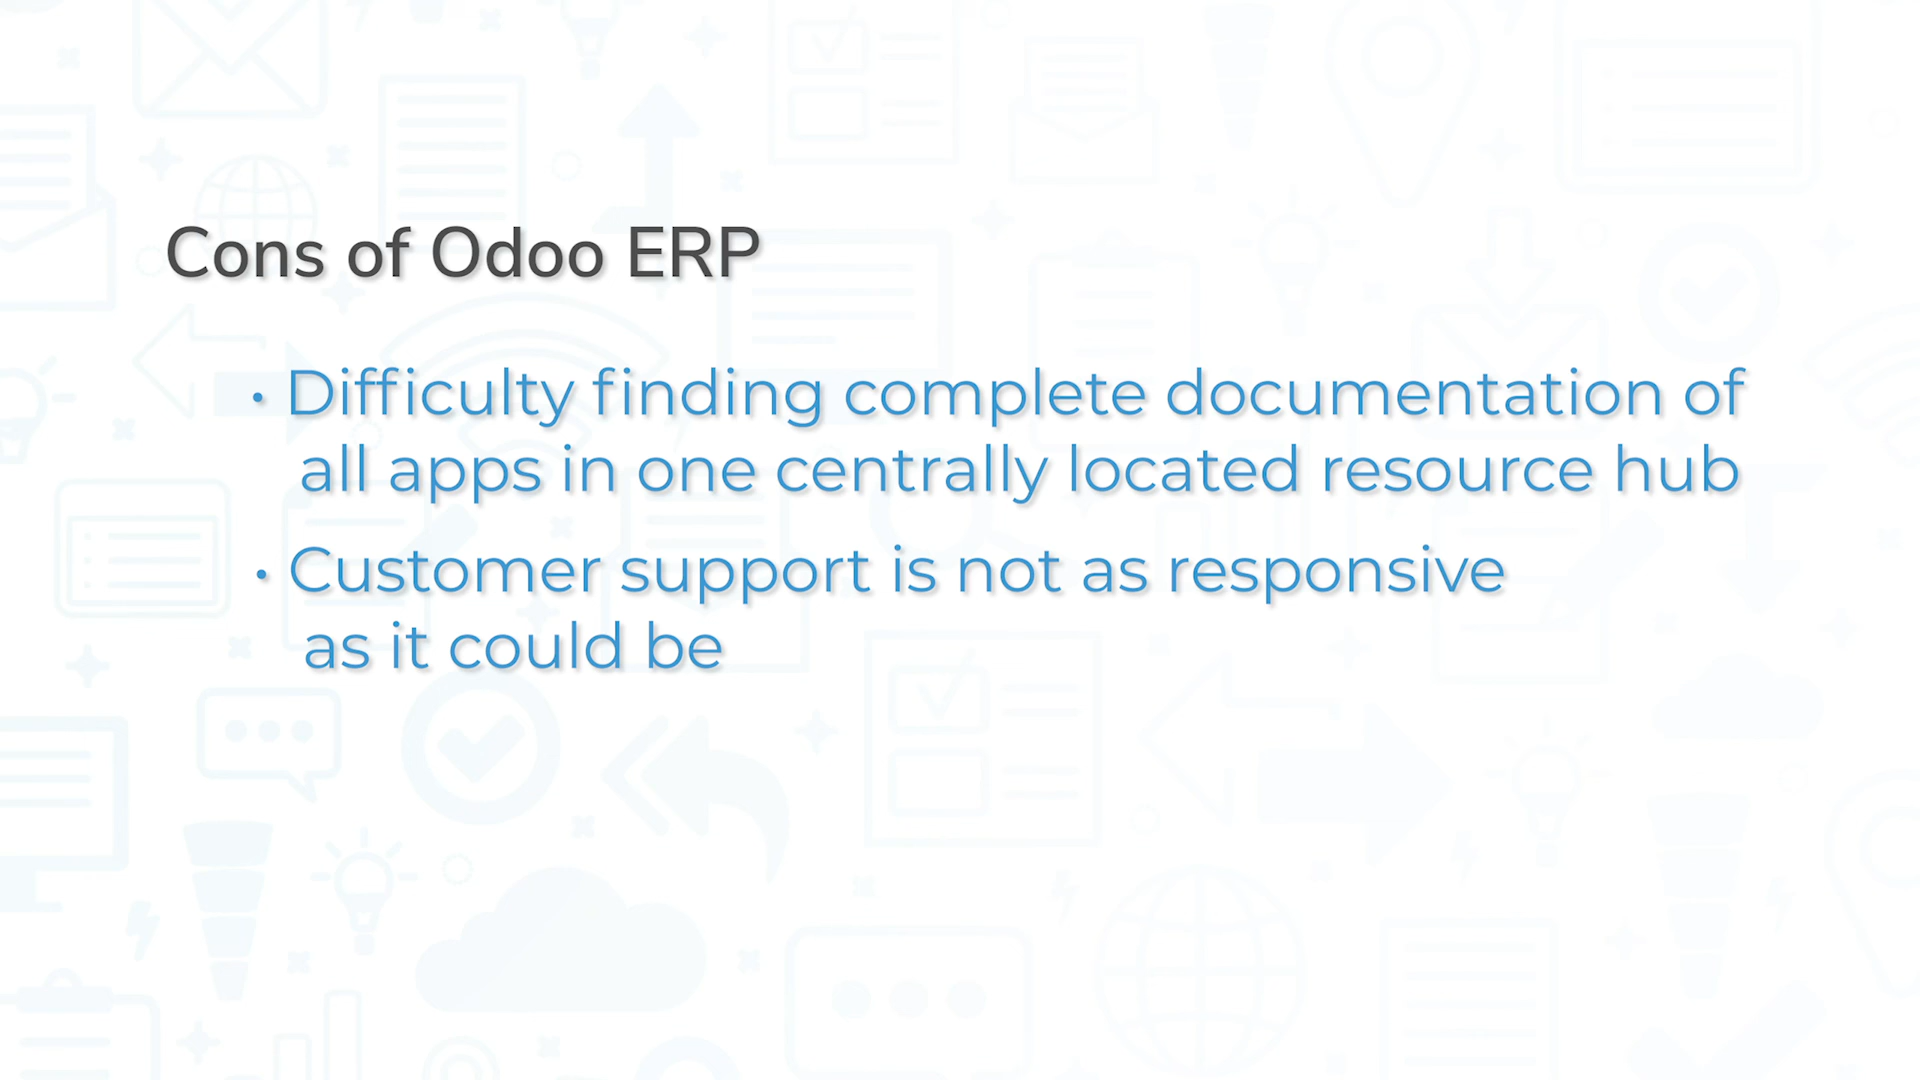 Cons of Odoo ERP
• Difficulty finding complete documentation of
all apps in one centrally located resource hub
• Customer support is not as responsive
as it could be